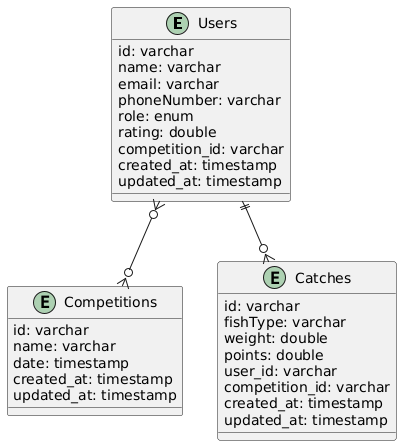 E Users
id: varchar
name: varchar
email: varchar
phoneNumber: varchar
role: enum
rating: double
competition_id: varchar
created_at: timestamp
updated_at: timestamp
E Competitions
id: varchar
name: varchar
date: timestamp
created_at: timestamp
updated_at: timestamp
E Catches
id: varchar
fishType: varchar
weight: double
points: double
user_id: varchar
competition_id: varchar
created_at: timestamp
updated_at: timestamp